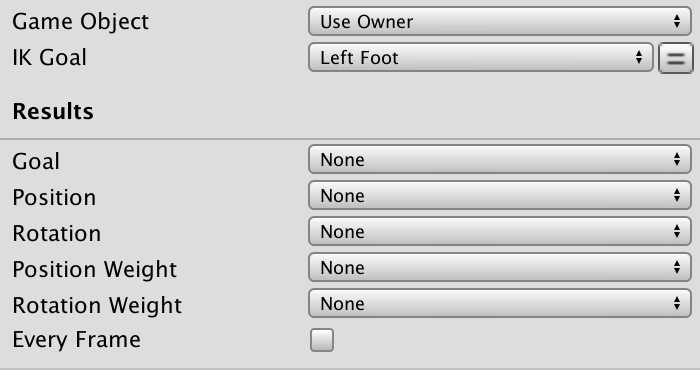 Game Object Use Owner
IK Goal Left Foot =
Results
Goal None
Position None
Rotation None
Position Weight None
Rotation Weight None
Every Frame